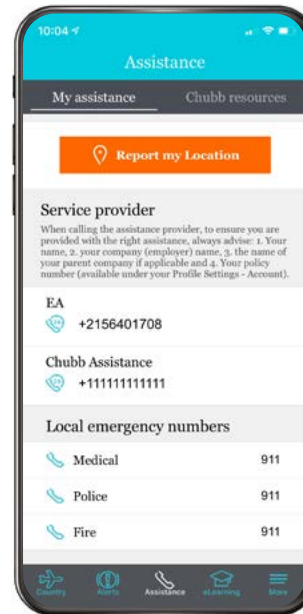 10:04
Assistance
My assistance Chubb resources
Report my Location
Service provider
When calling the assistance provider, to ensure you are
provided with the right assistance, always advise: 1. Your
name, 2. your company (employer) name, 3. the name of
your parent company if applicable and 4. Your policy
number (available under your Profile Settings - Account).
EA
+2156401708
Chubb Assistance
+111111111111
Local emergency numbers
Medical 911
Police 911
Fire 911
Country Alerts Assistance eLearning More